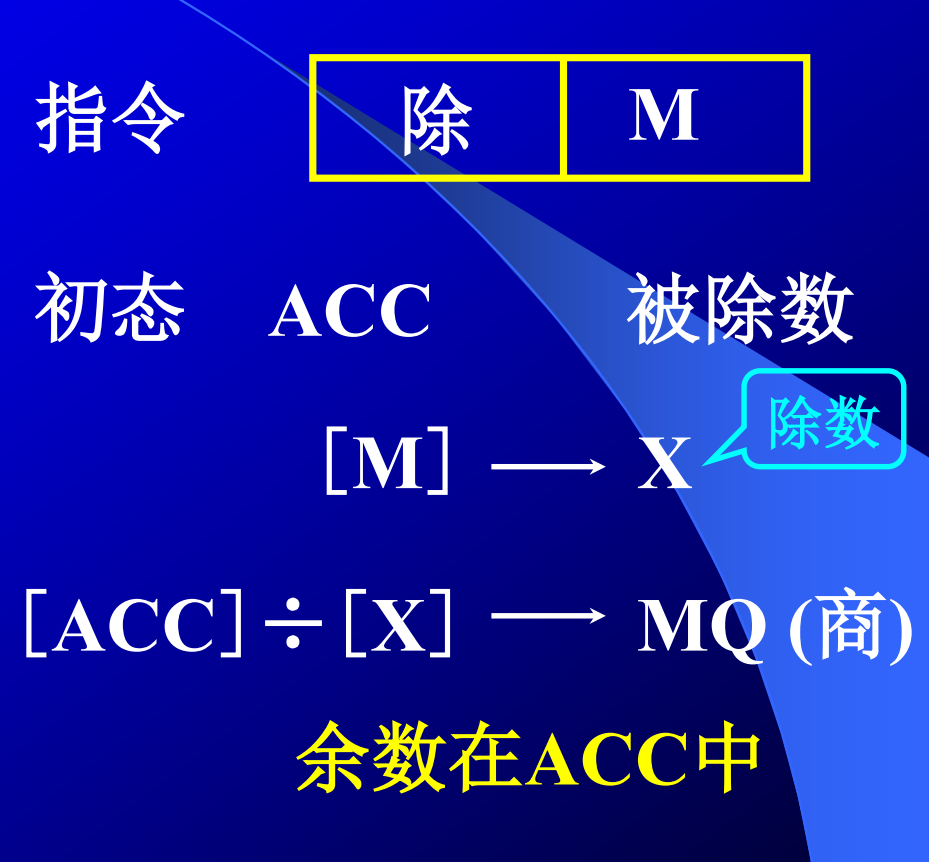 指令 除 M
初态 ACC 被除数
除数
[M] → X
[ACC]÷[X] → MQ (商)
余数在ACC中